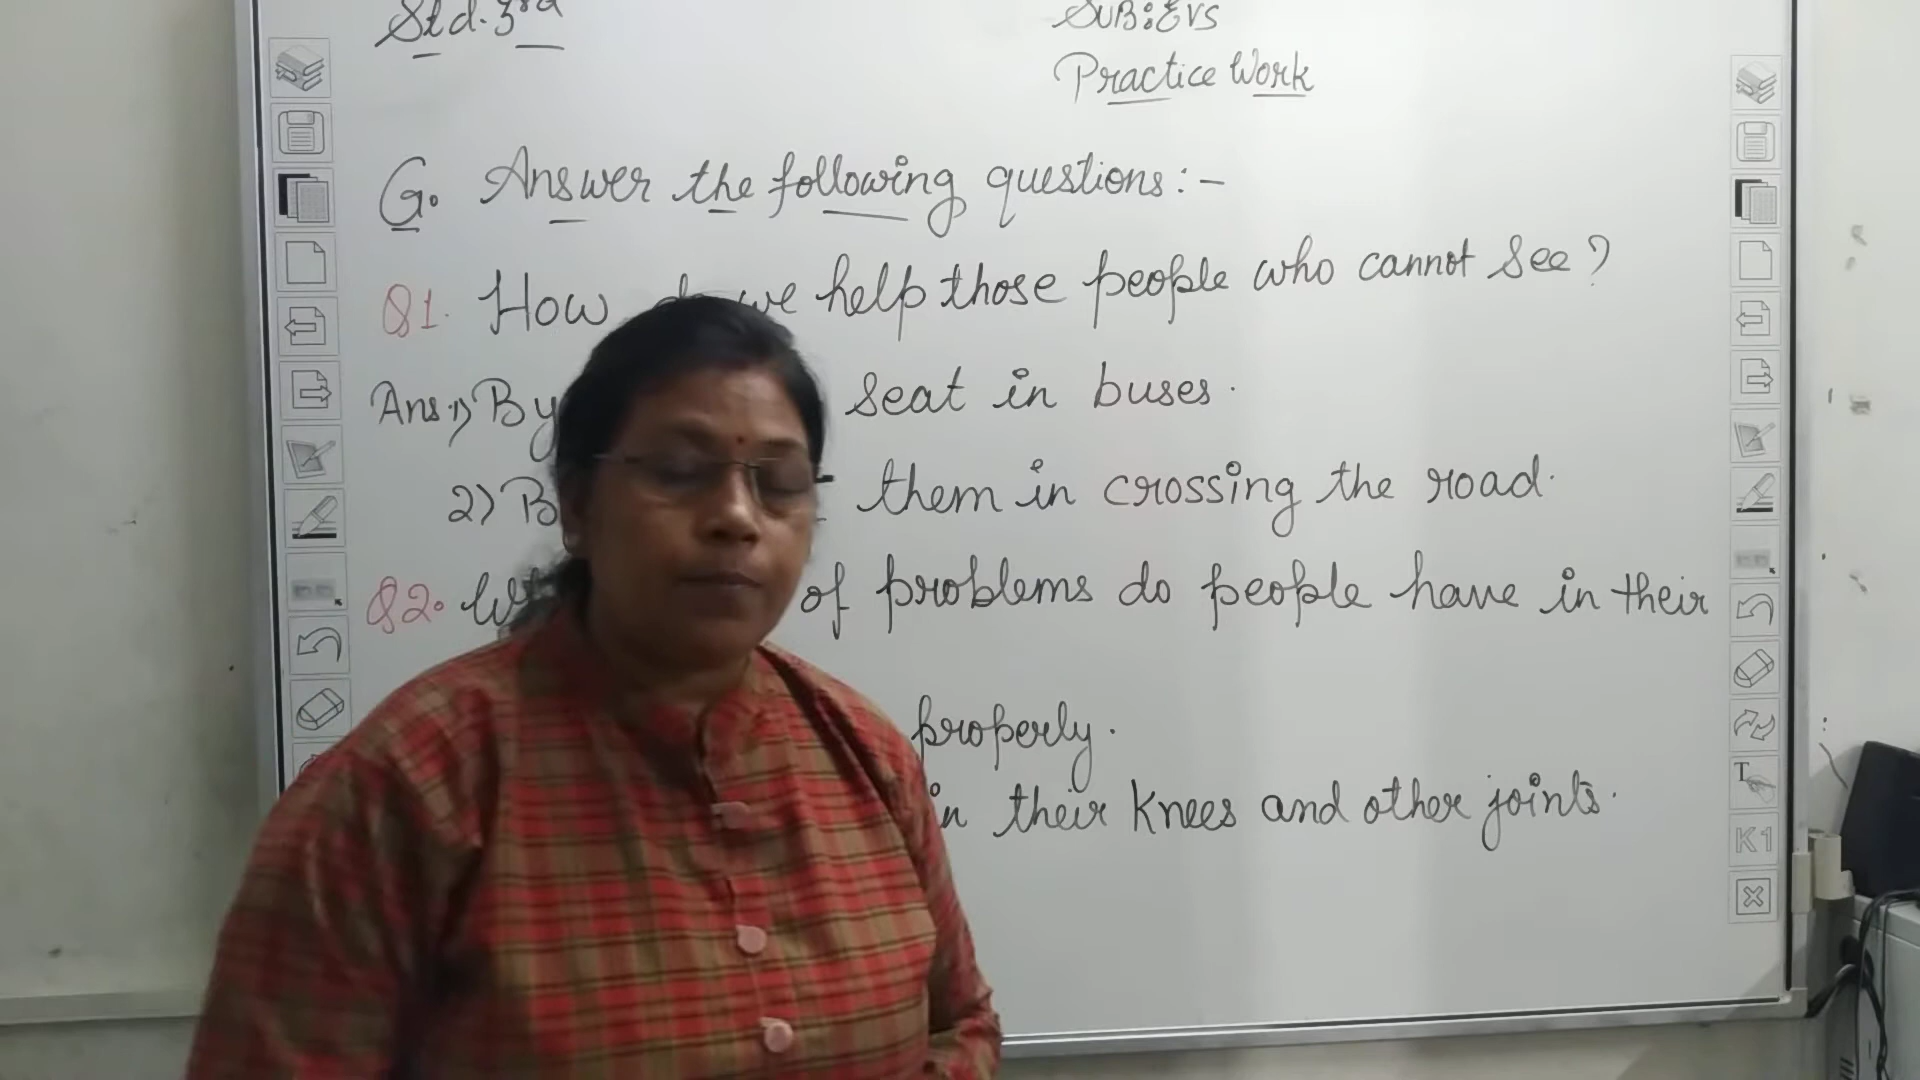 Std. 3rd
SUB: EVS
Practice Work
G. Answer the following questions:-
Q1. How do we help those people who cannot see?
Ans. 1) By seat in buses.
2) them in crossing the road.
Q2. of problems do people have in their
properly.
in their knees and other joints.
T
K1